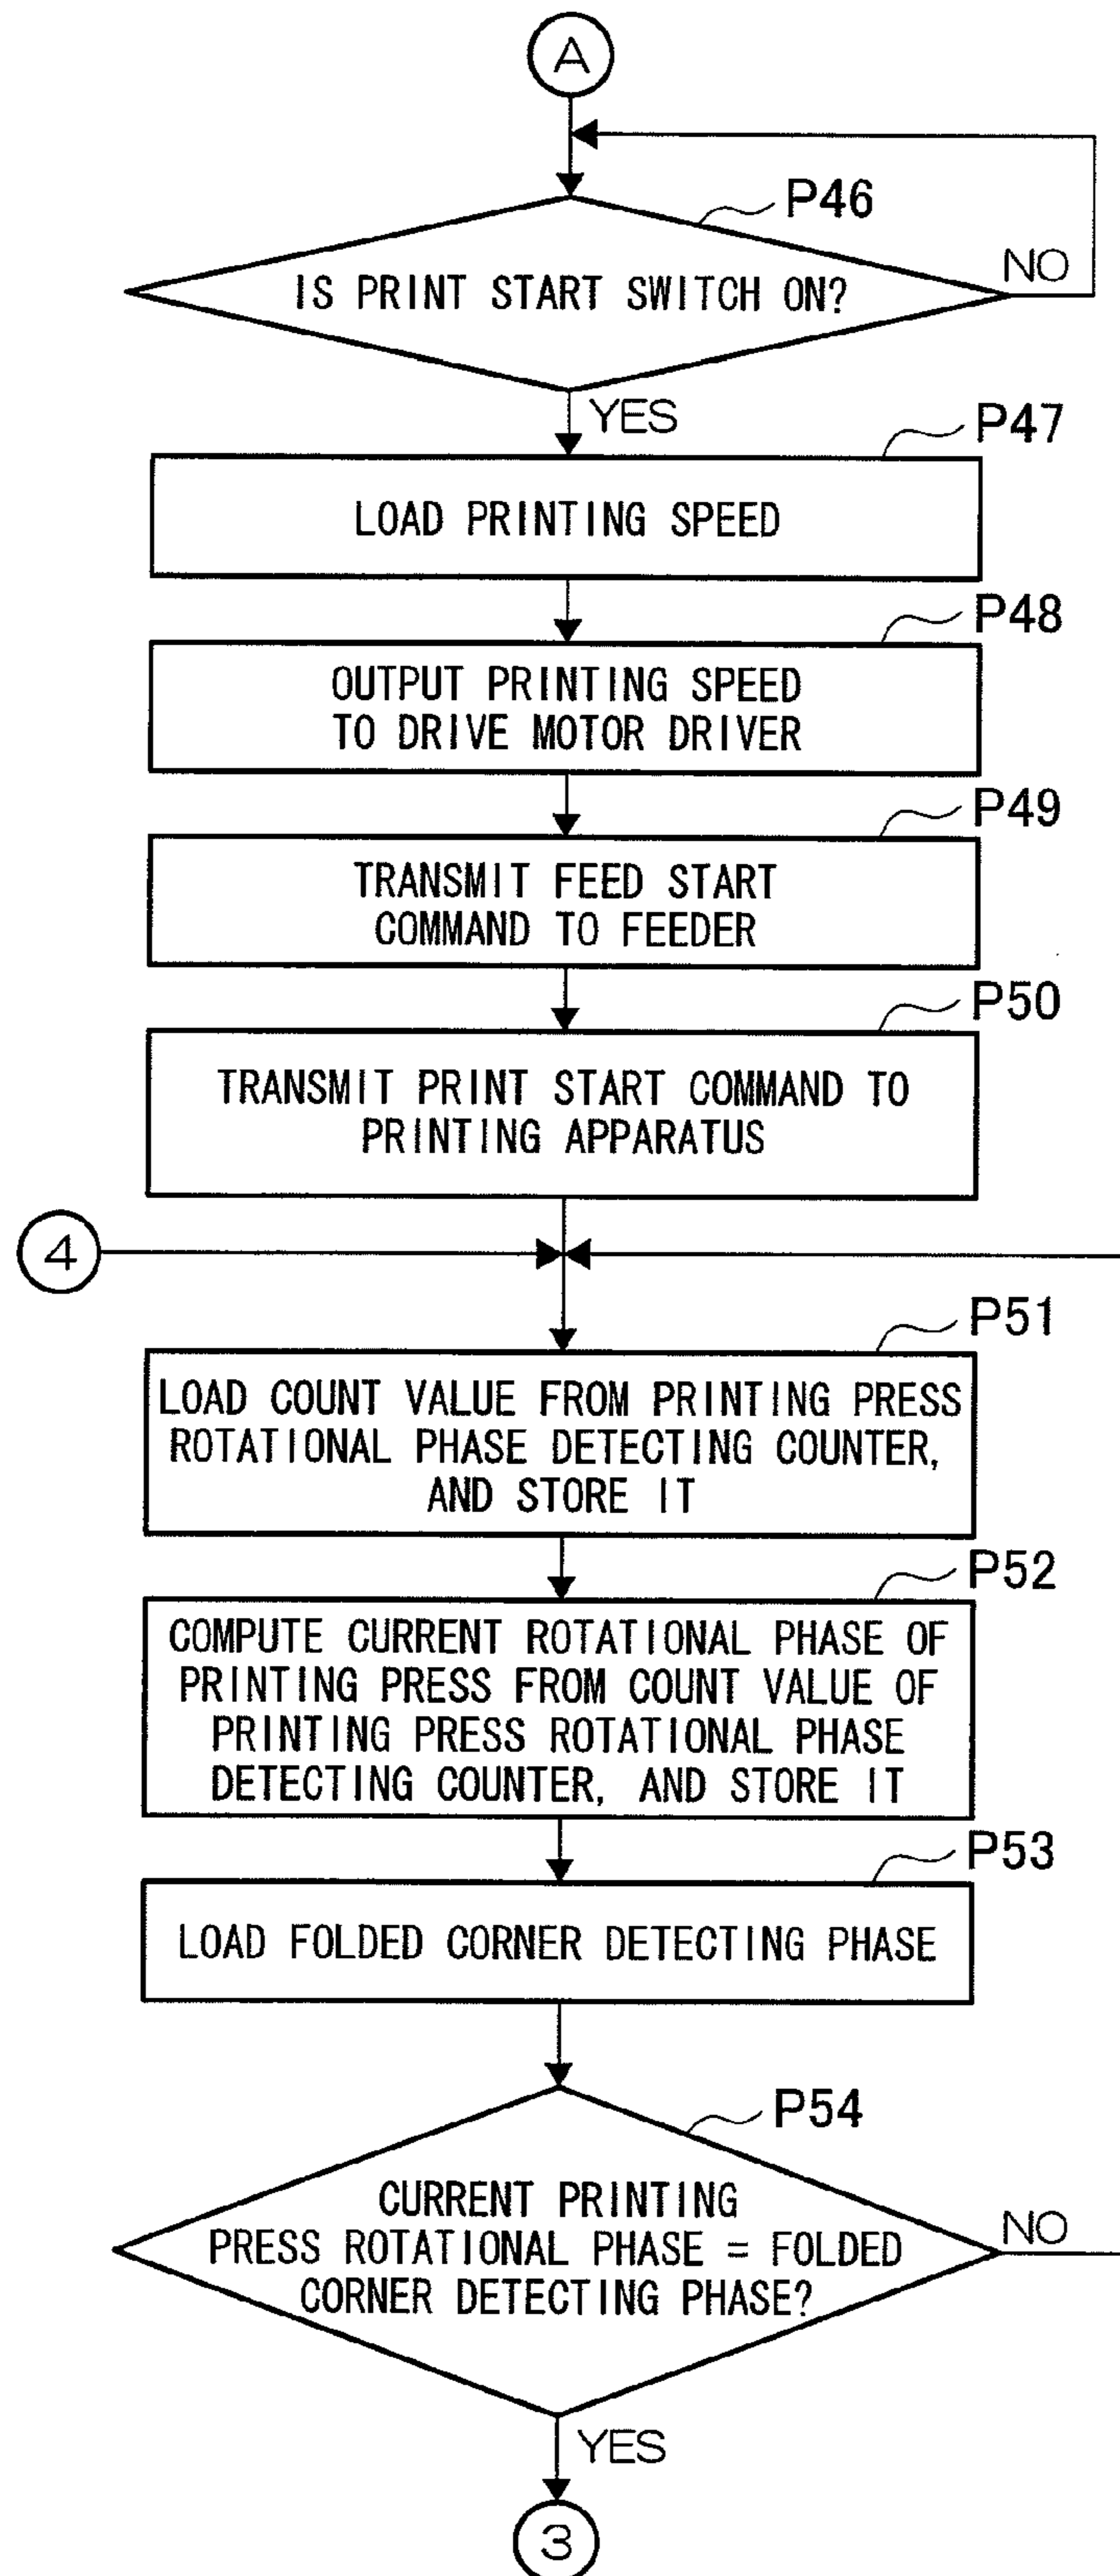 A
P46
IS PRINT START SWITCH ON?
NO
YES
P47
LOAD PRINTING SPEED
P48
OUTPUT PRINTING SPEED
TO DRIVE MOTOR DRIVER
P49
TRANSMIT FEED START
COMMAND TO FEEDER
P50
TRANSMIT PRINT START COMMAND TO
PRINTING APPARATUS
4
P51
LOAD COUNT VALUE FROM PRINTING PRESS
ROTATIONAL PHASE DETECTING COUNTER,
AND STORE IT
P52
COMPUTE CURRENT ROTATIONAL PHASE OF
PRINTING PRESS FROM COUNT VALUE OF
PRINTING PRESS ROTATIONAL PHASE
DETECTING COUNTER, AND STORE IT
P53
LOAD FOLDED CORNER DETECTING PHASE
P54
CURRENT PRINTING
PRESS ROTATIONAL PHASE = FOLDED
CORNER DETECTING PHASE?
NO
YES
3